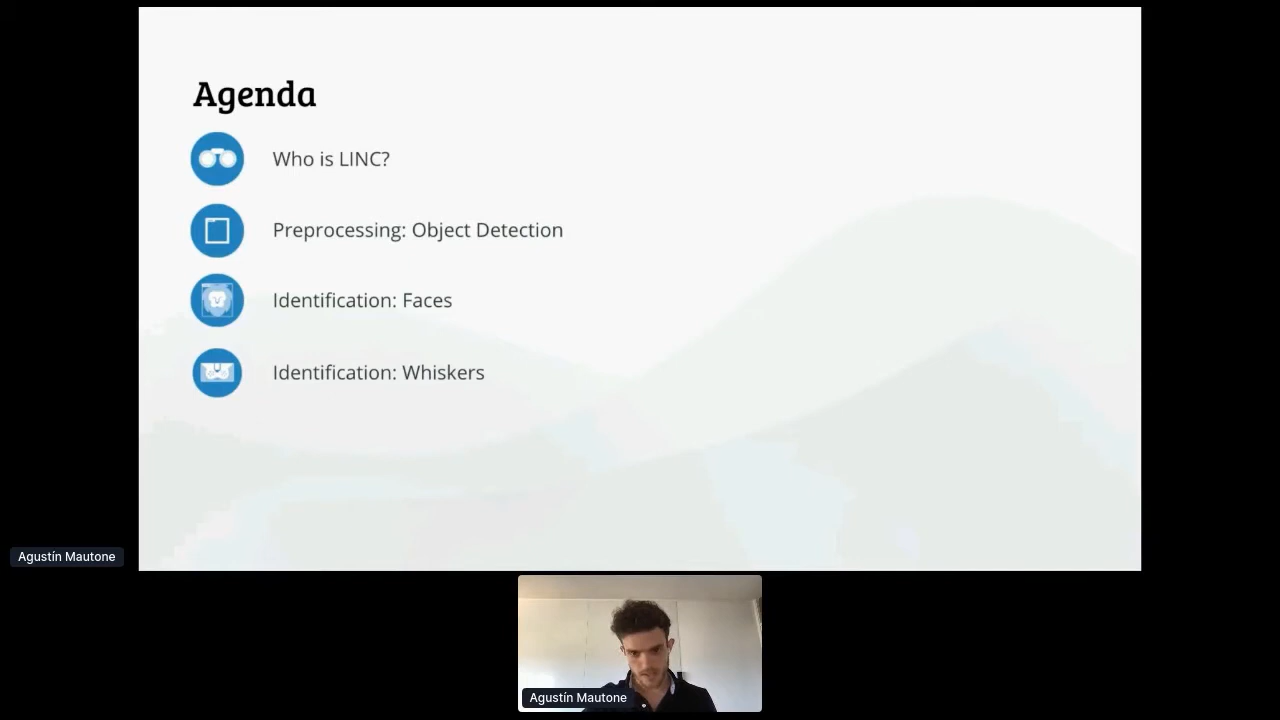 Agenda
Who is LINC?
Preprocessing: Object Detection
Identification: Faces
Identification: Whiskers
Agustín Mautone
Agustín Mautone